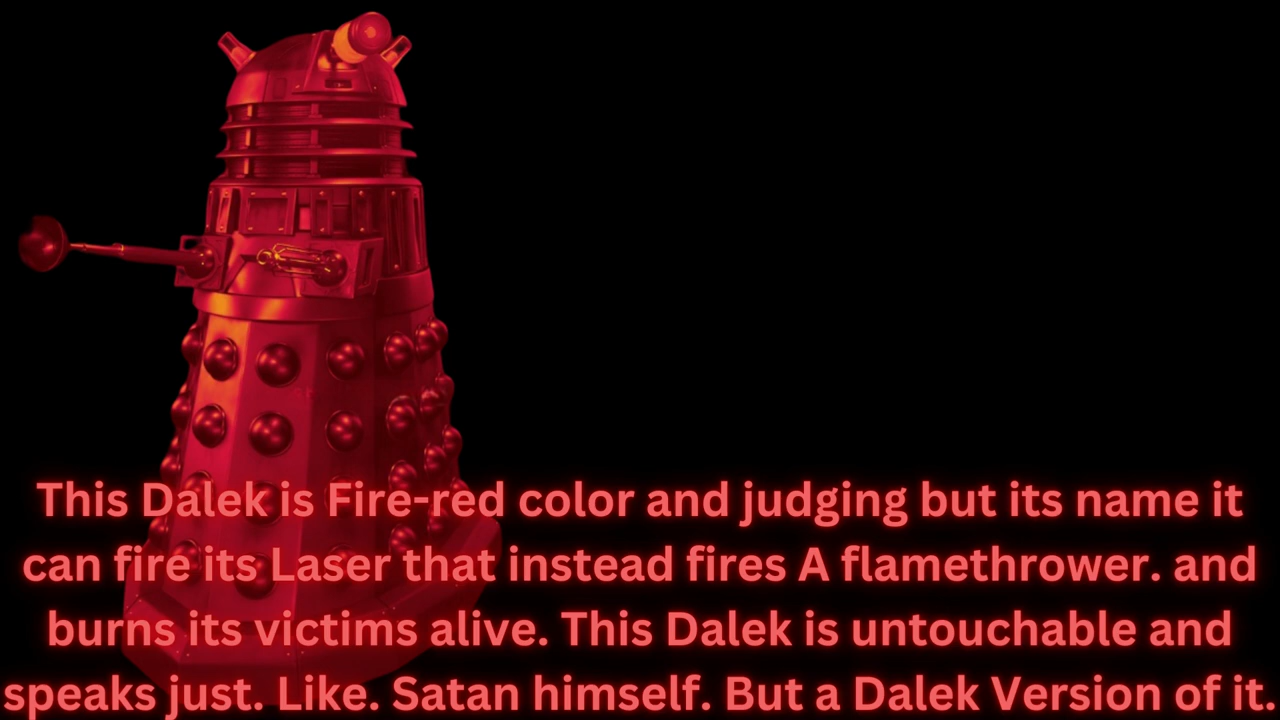 This Dalek is Fire-red color and judging but its name it
can fire its Laser that instead fires A flamethrower. and
burns its victims alive. This Dalek is untouchable and
speaks just. Like. Satan himself. But a Dalek Version of it.